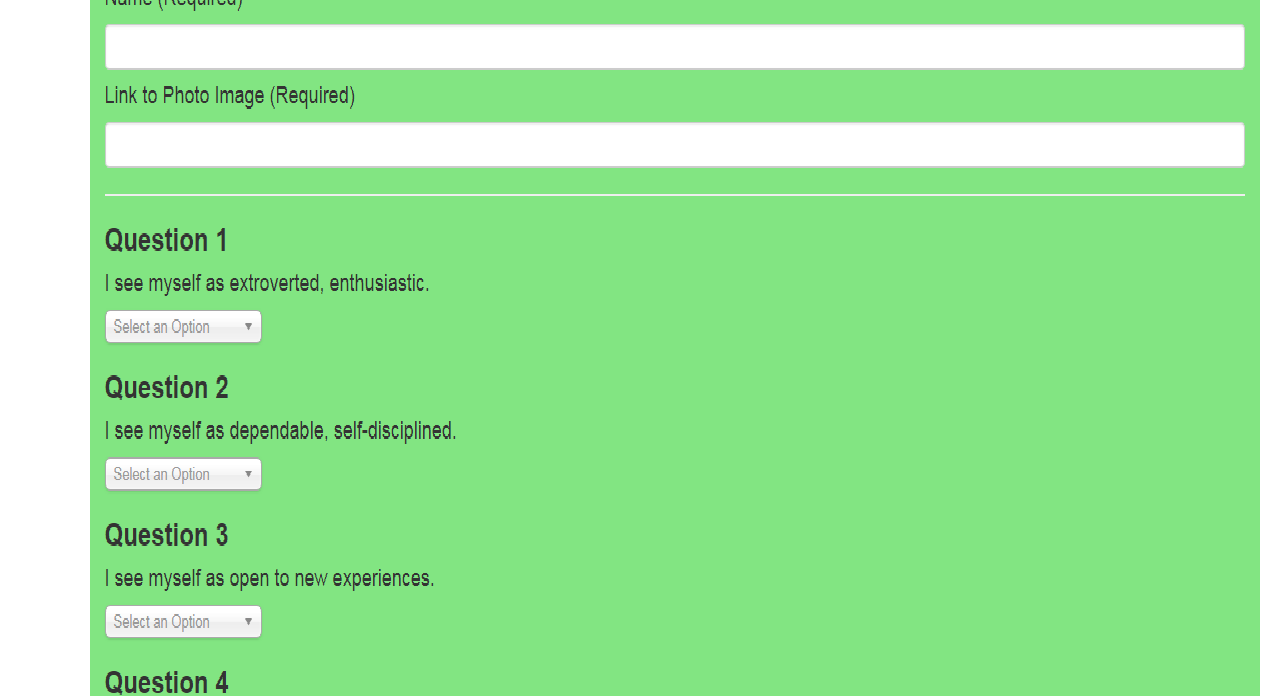 Name (Required)
Link to Photo Image (Required)
Question 1
I see myself as extroverted, enthusiastic.
Select an Option
Question 2
I see myself as dependable, self-disciplined.
Select an Option
Question 3
I see myself as open to new experiences.
Select an Option
Question 4